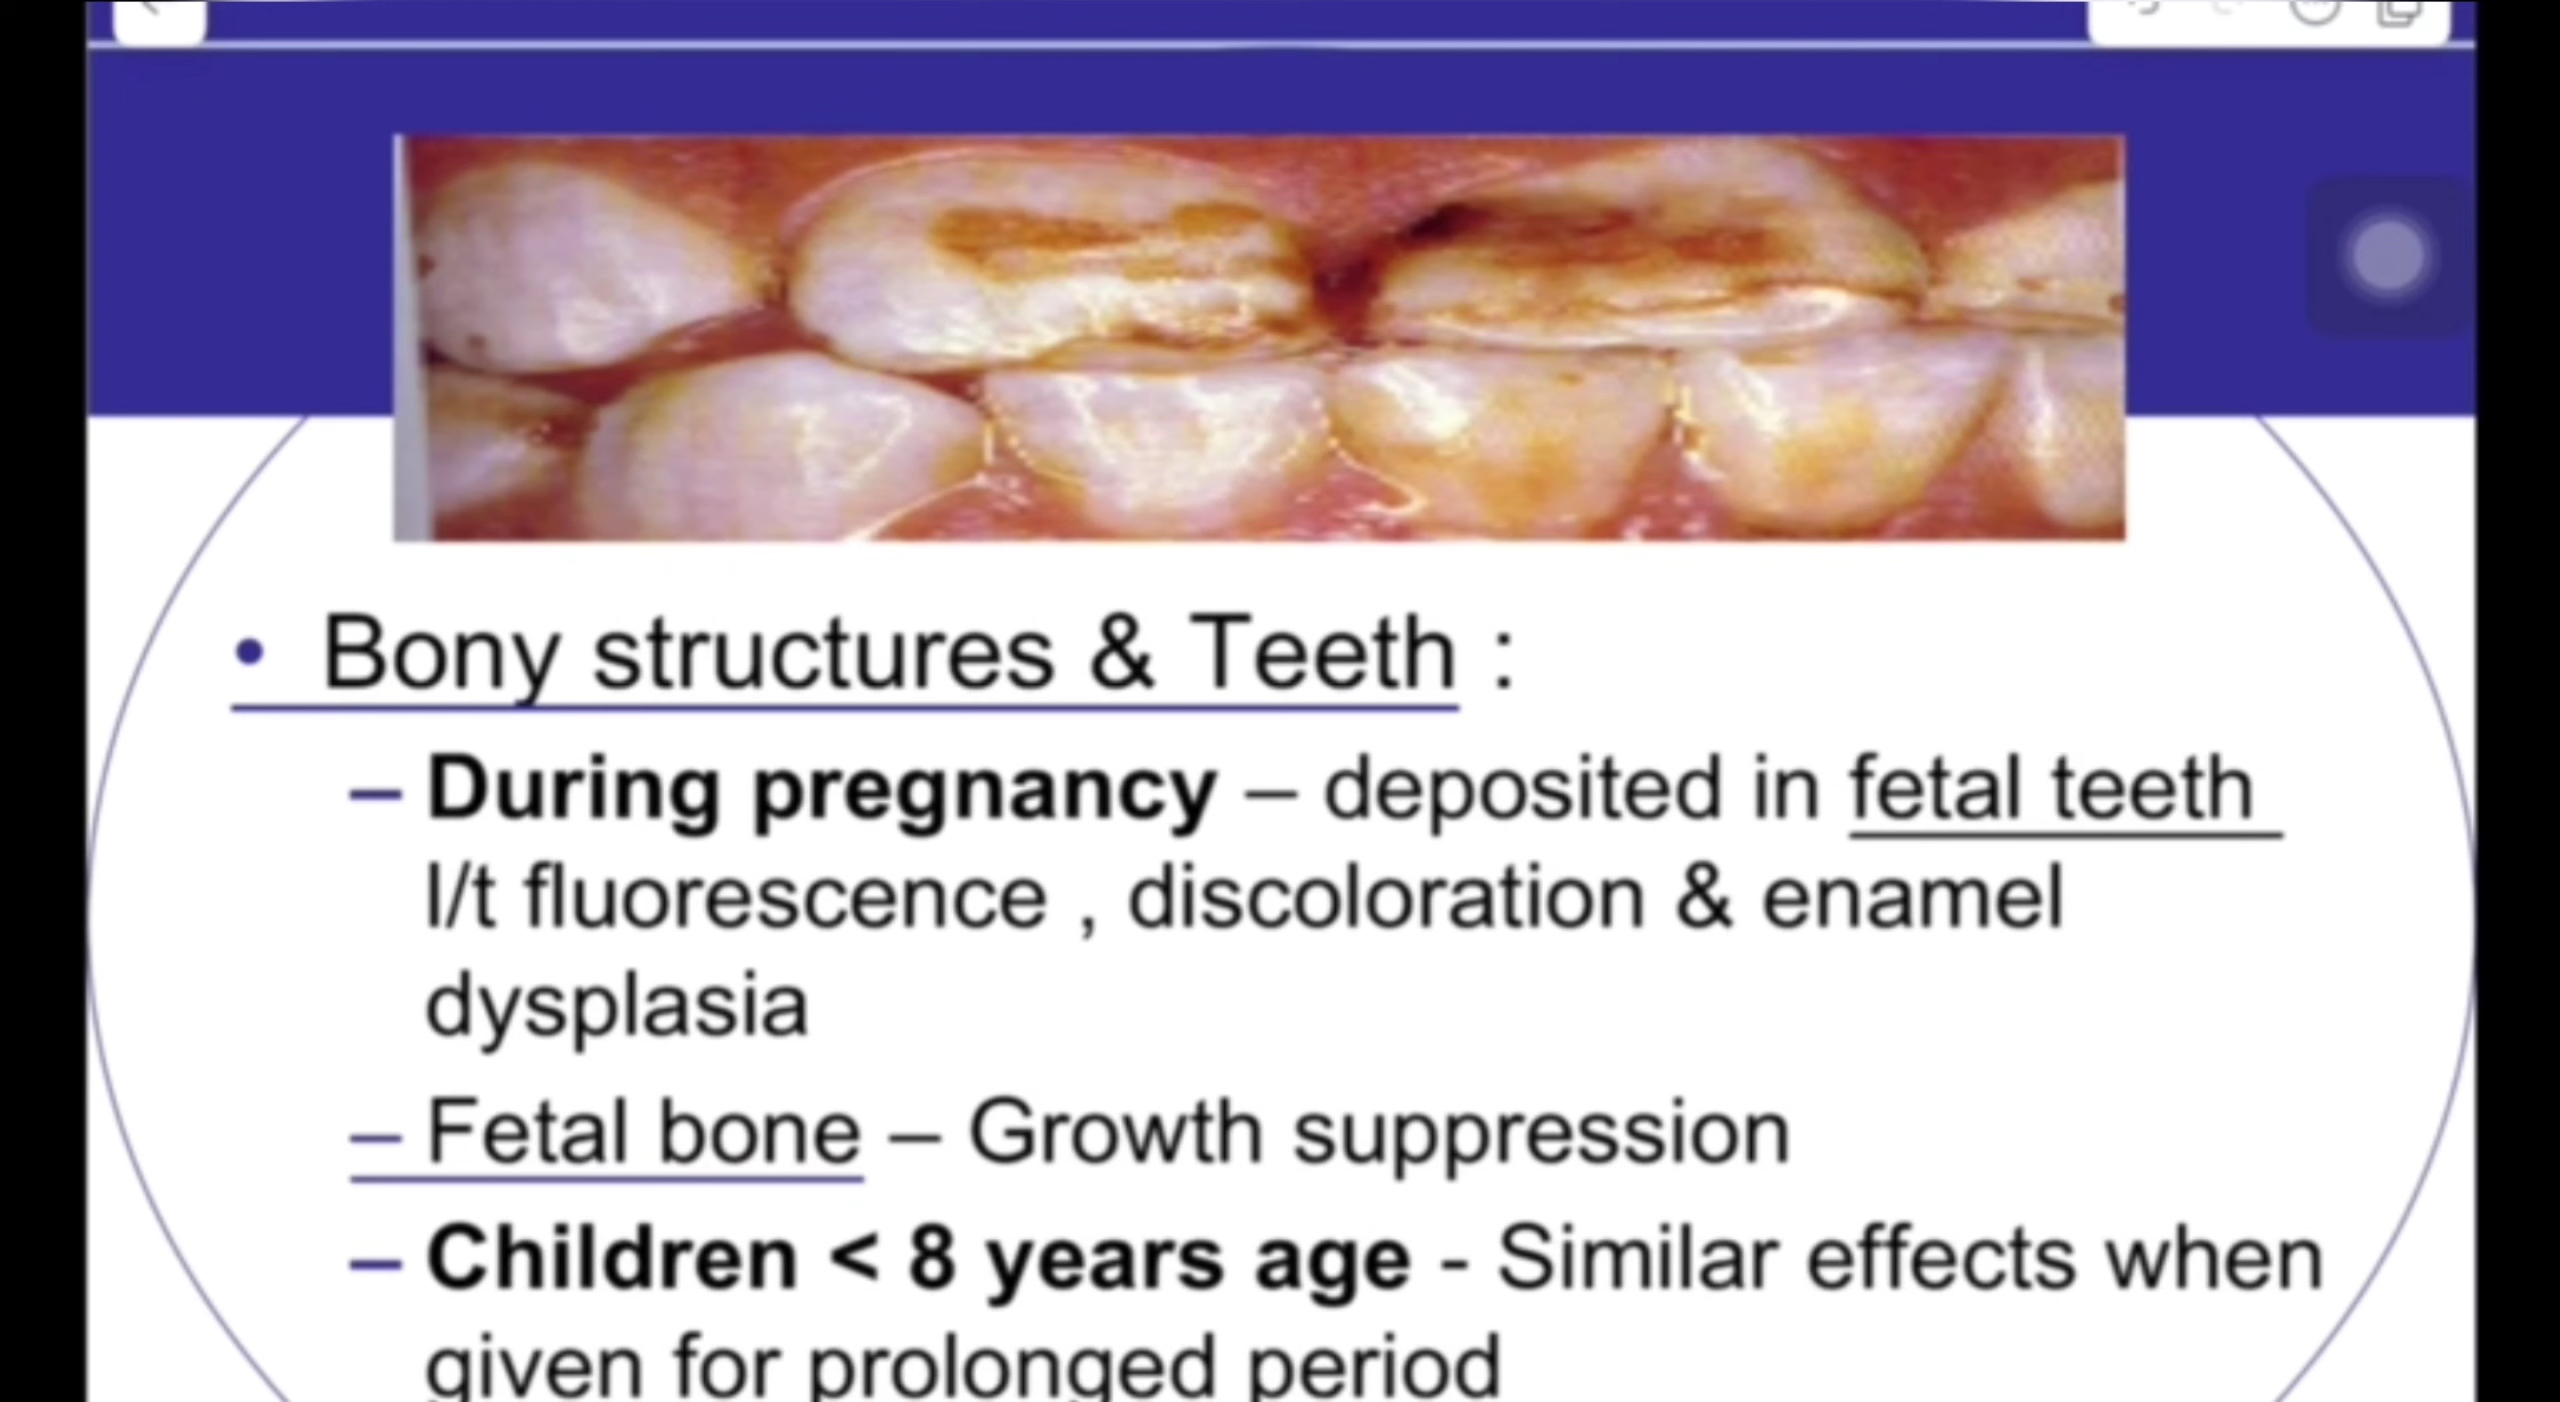 • Bony structures & Teeth :
– During pregnancy – deposited in fetal teeth
l/t fluorescence , discoloration & enamel
dysplasia
– Fetal bone – Growth suppression
– Children < 8 years age - Similar effects when
given for prolonged period